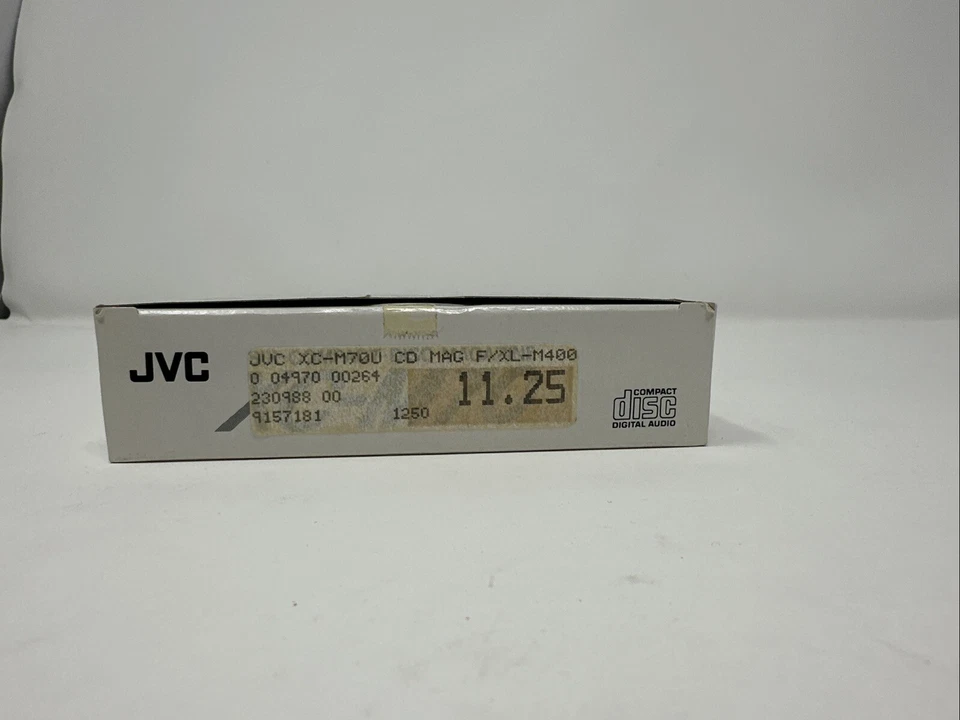 JVC
JVC XC-M70U CD MAG F/XL-M400
0 04970 00264
11.25
230988 00
9157181 1250
COMPACT
disc
DIGITAL AUDIO